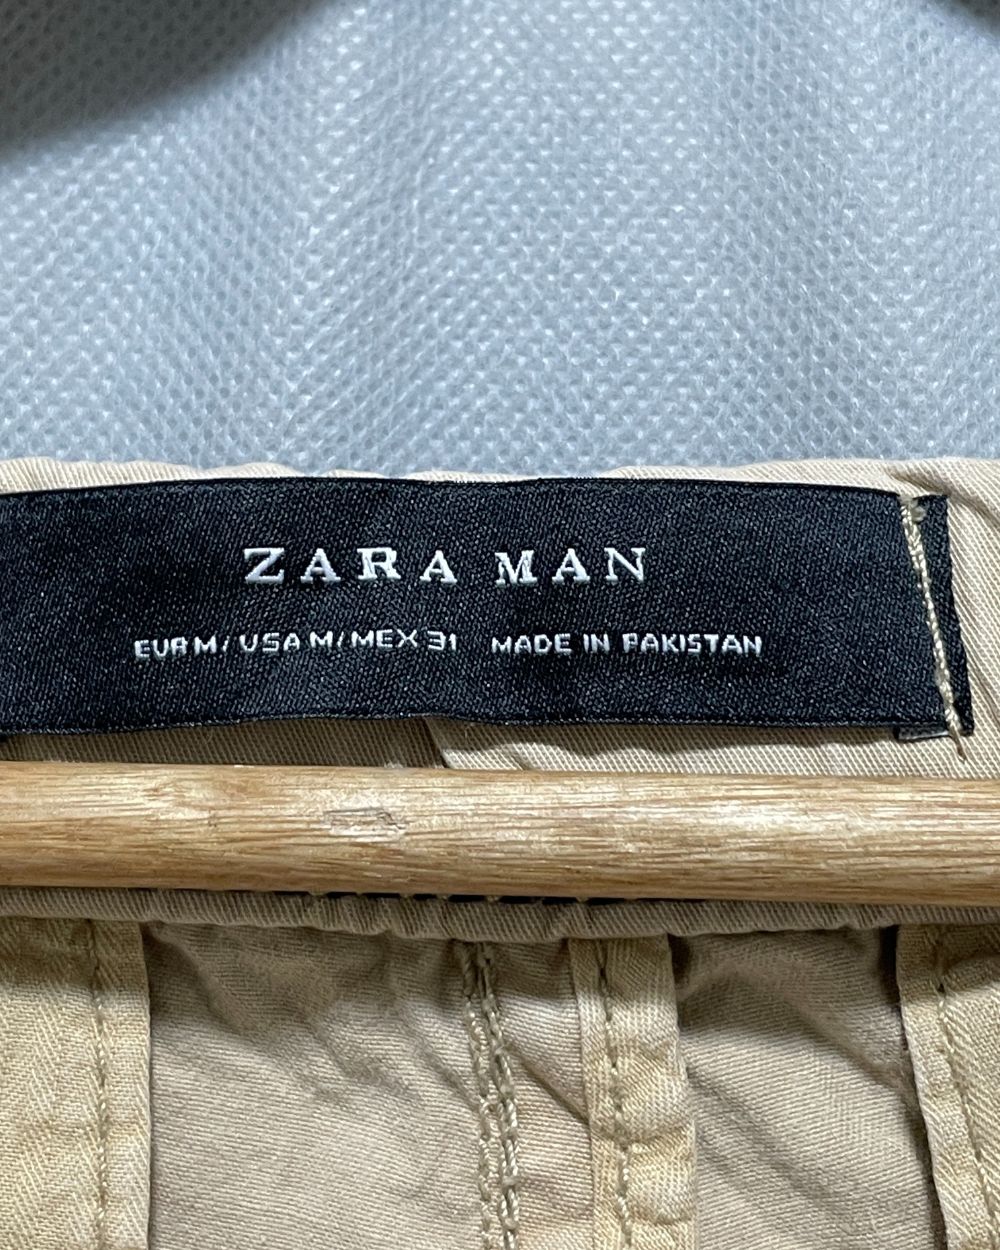 ZARA MAN
EUR M / USA M / MEX 31 MADE IN PAKISTAN